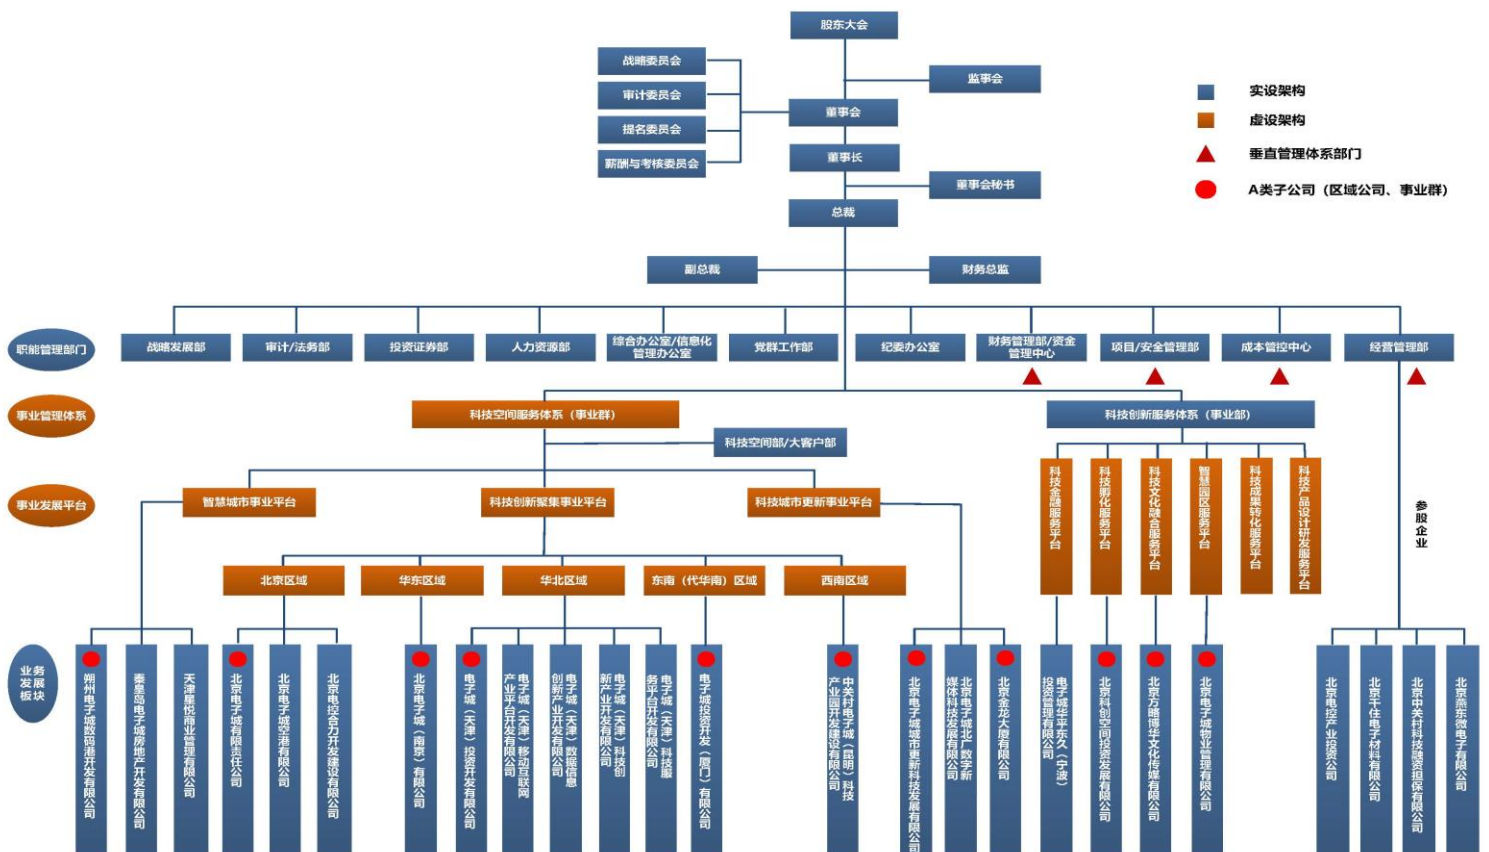 股东大会
战略委员会
监事会
审计委员会
董事会
提名委员会
薪酬与考核委员会
董事长
董事会秘书
总裁
副总裁
财务总监
实设架构
虚设架构
垂直管理体系部门
A类子公司（区域公司、事业群）
职能管理部门
战略发展部
审计/法务部
投资证券部
人力资源部
综合办公室/信息化
管理办公室
党群工作部
纪委办公室
财务管理部/资金
管理中心
项目/安全管理部
成本管控中心
经营管理部
事业管理体系
科技空间服务体系（事业群）
科技创新服务体系（事业部）
科技空间部/大客户部
事业发展平台
智慧城市事业平台
科技创新聚集事业平台
科技城市更新事业平台
科技金融服务平台
科技孵化服务平台
科技文化融合服务平台
智慧园区服务平台
科技成果转化服务平台
科技产品设计研发服务平台
参股企业
北京区域
华东区域
华北区域
东南（代华南）区域
西南区域
业务
发展
板块
朔州电子城数码港开发有限公司
秦皇岛电子城房地产开发有限公司
天津星悦商业管理有限公司
北京电子城有限责任公司
北京电子城空港有限公司
北京电控合力开发建设有限公司
北京电子城（南京）有限公司
电子城（天津）投资开发有限公司
电子城（天津）移动互联网
产业平台开发有限公司
电子城（天津）数据信息
创新产业开发有限公司
电子城（天津）科技创
新产业开发有限公司
电子城（天津）科技服
务平台开发有限公司
电子城投资开发（厦门）有限公司
中关村电子城（昆明）科技
产业园开发建设有限公司
北京电子城城市更新科技发展有限公司
北京电子城北广数字新
媒体科技发展有限公司
北京金龙大厦有限公司
电子城华平东久（宁波）
投资管理有限公司
北京科创空间投资发展有限公司
北京方略博华文化传媒有限公司
北京电子城物业管理有限公司
北京电控产业投资公司
北京千住电子材料有限公司
北京中关村科技融资担保有限公司
北京燕东微电子有限公司